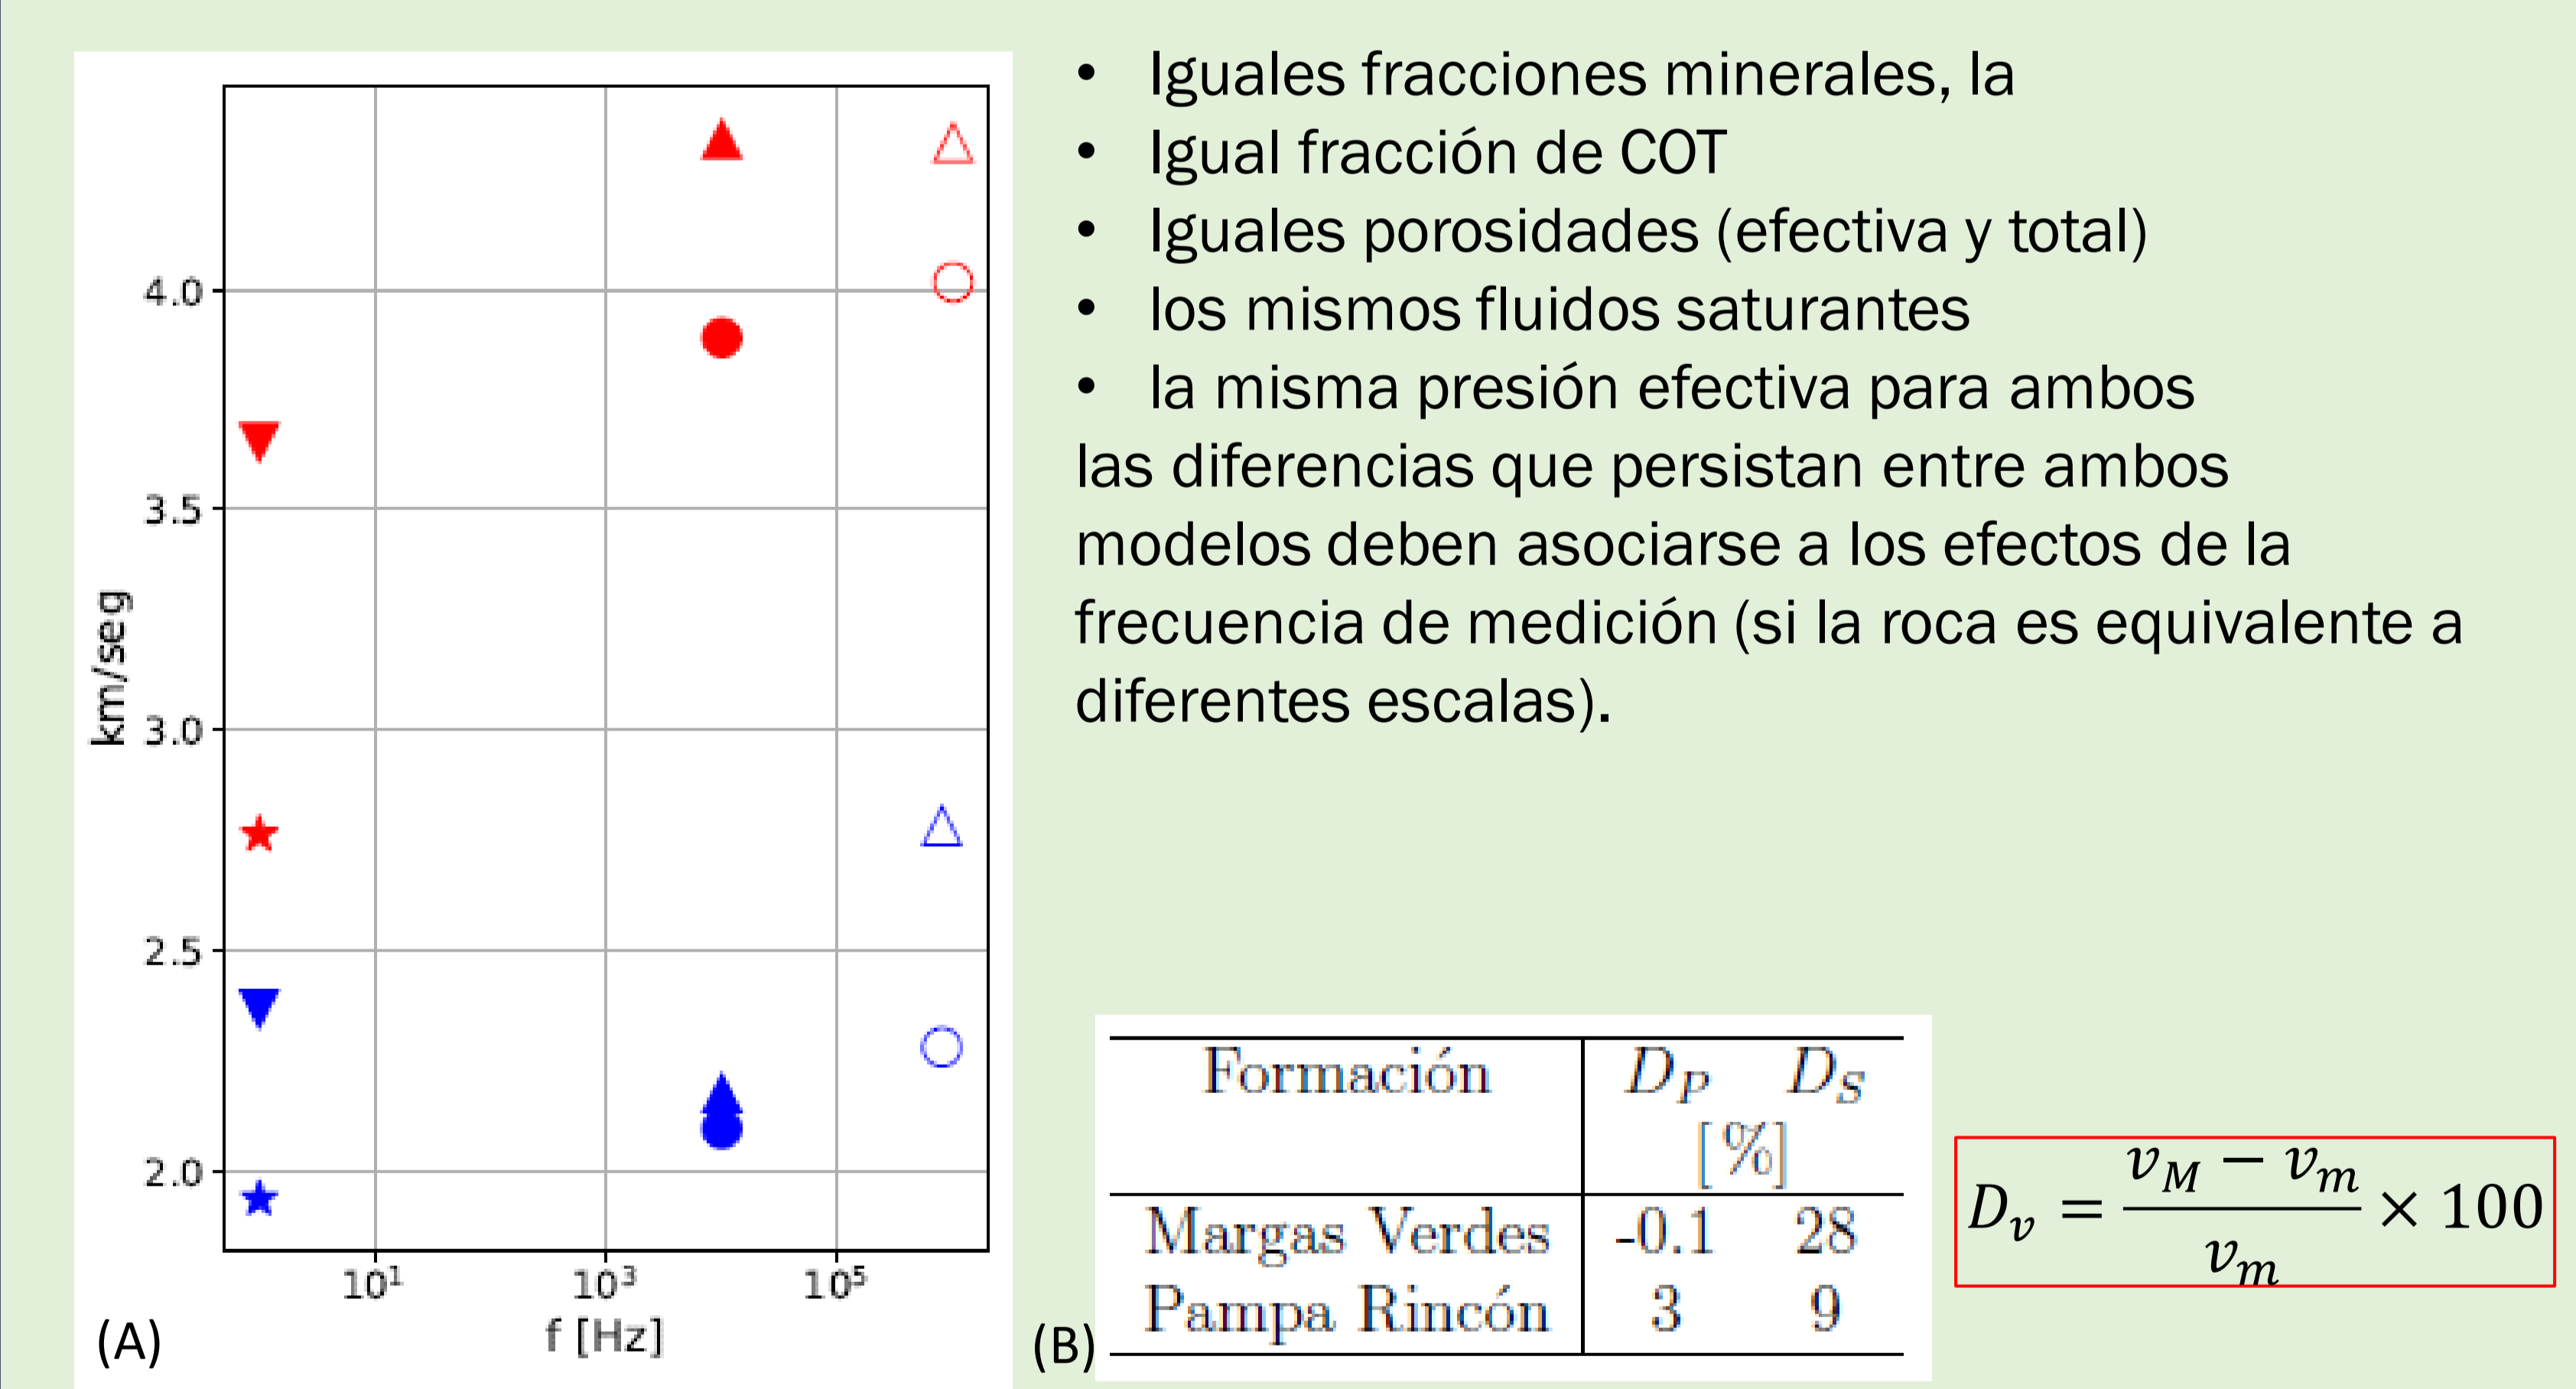 4.0
3.5
3.0
2.5
2.0
km/seg
10¹ 10³ 10⁵
f [Hz]
(A)
• Iguales fracciones minerales, la
• Igual fracción de COT
• Iguales porosidades (efectiva y total)
• los mismos fluidos saturantes
• la misma presión efectiva para ambos
las diferencias que persistan entre ambos
modelos deben asociarse a los efectos de la
frecuencia de medición (si la roca es equivalente a
diferentes escalas).
Formación D_P D_S
[%]
Margas Verdes -0.1 28
Pampa Rincón 3 9
(B)
D_v = (v_M − v_m) / v_m × 100